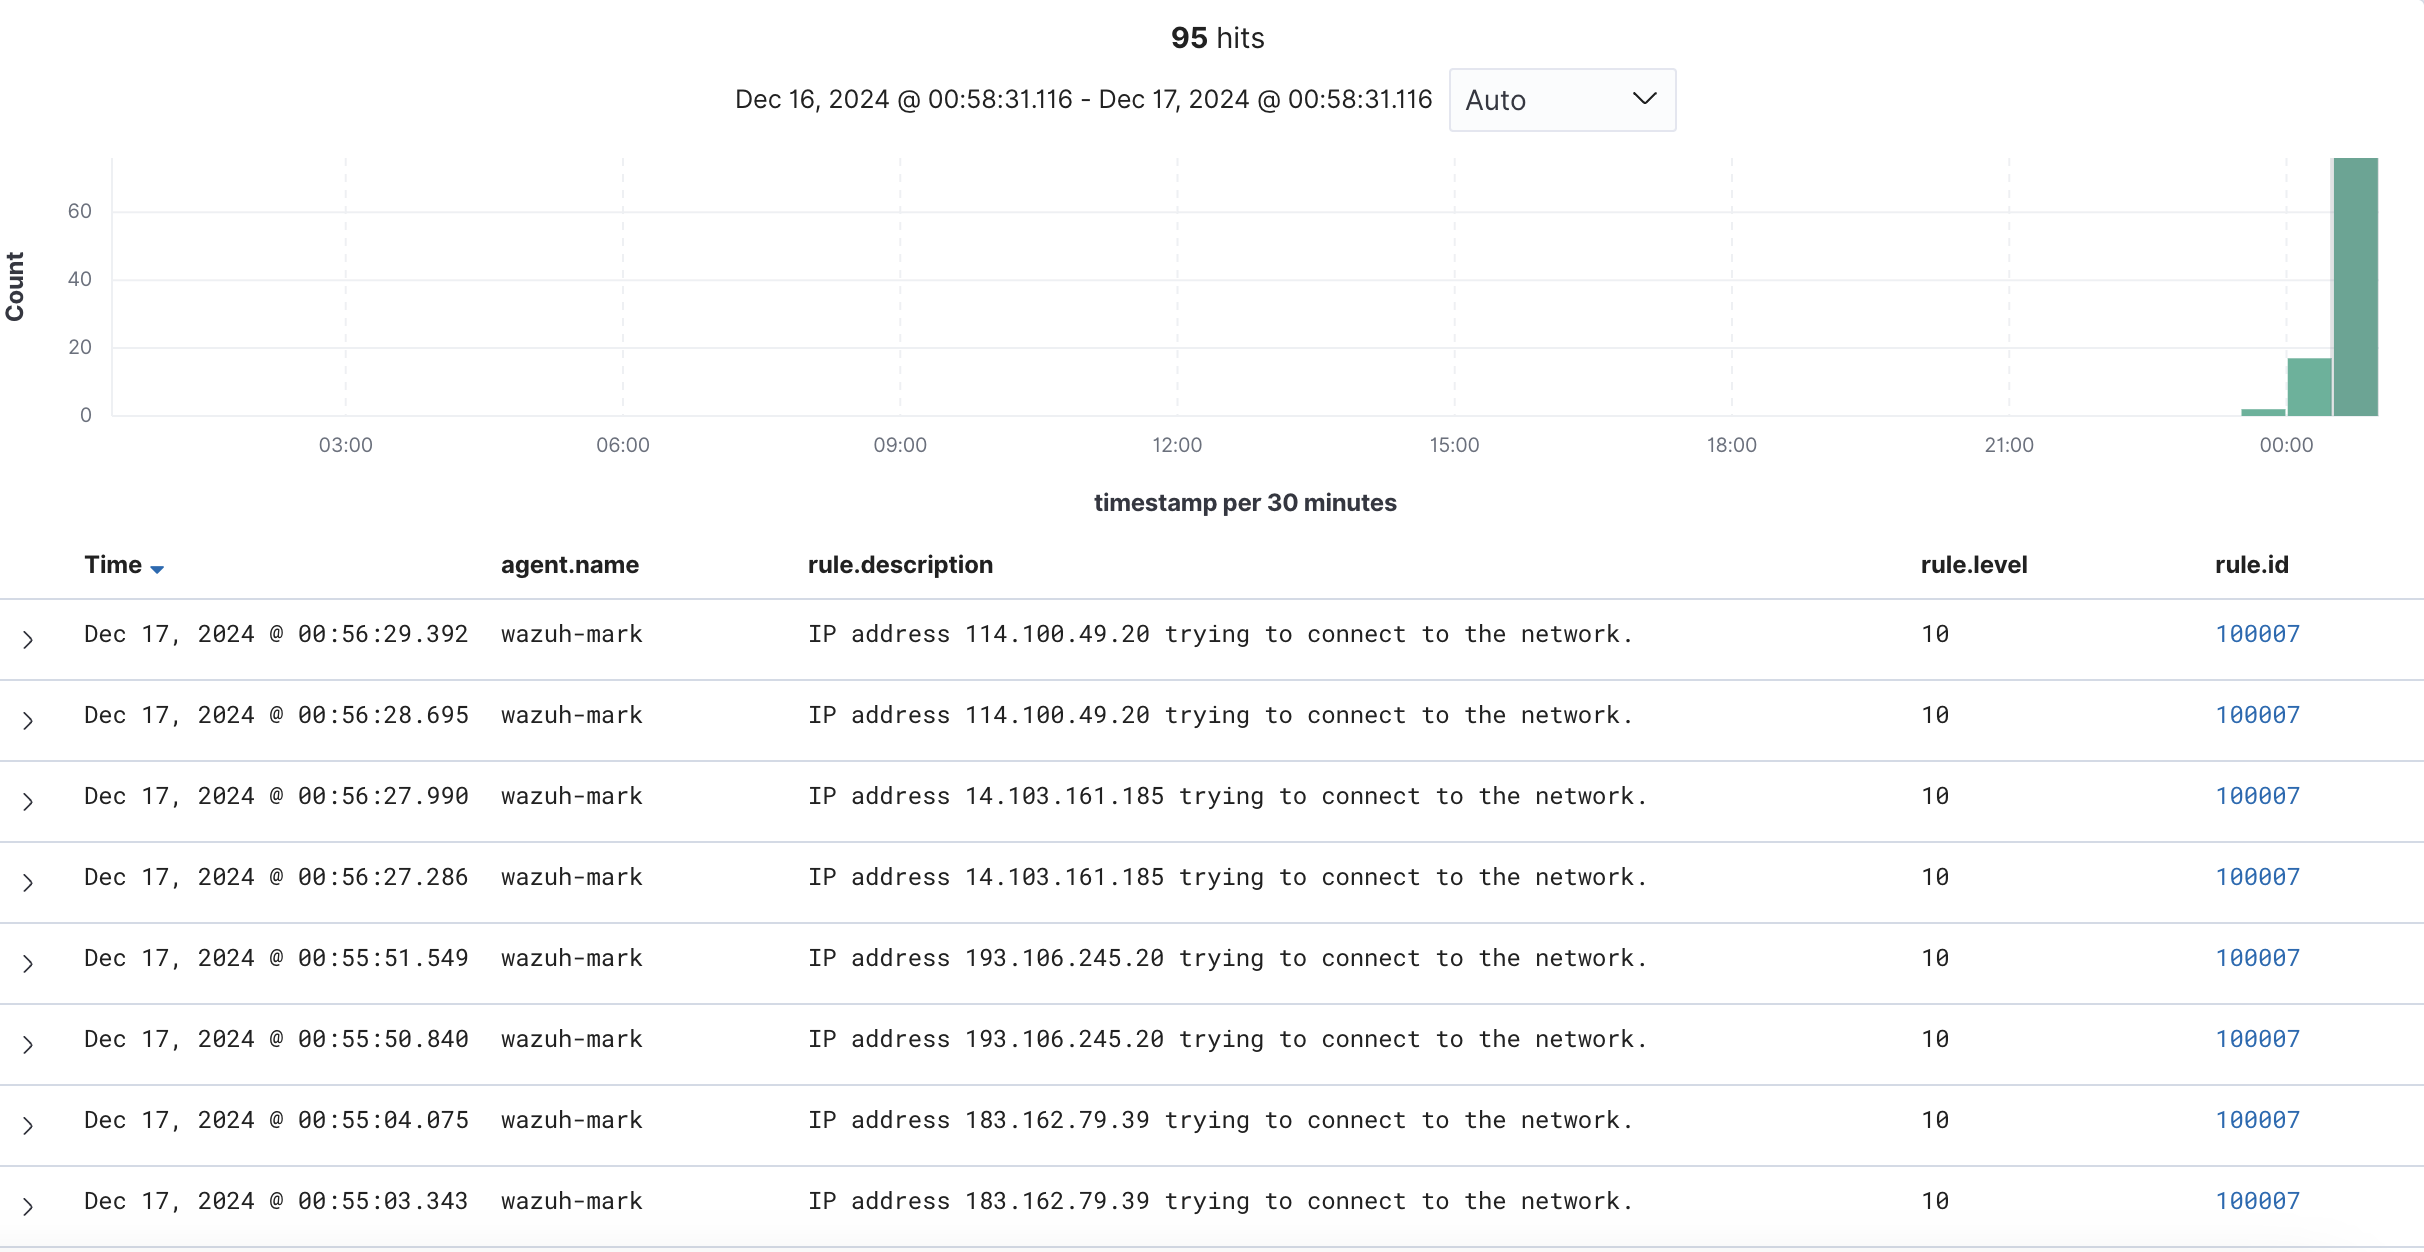 95 hits
Dec 16, 2024 @ 00:58:31.116 - Dec 17, 2024 @ 00:58:31.116 Auto
Count
60
40
20
0
03:00 06:00 09:00 12:00 15:00 18:00 21:00 00:00
timestamp per 30 minutes
Time agent.name rule.description rule.level rule.id
Dec 17, 2024 @ 00:56:29.392 wazuh-mark IP address 114.100.49.20 trying to connect to the network. 10 100007
Dec 17, 2024 @ 00:56:28.695 wazuh-mark IP address 114.100.49.20 trying to connect to the network. 10 100007
Dec 17, 2024 @ 00:56:27.990 wazuh-mark IP address 14.103.161.185 trying to connect to the network. 10 100007
Dec 17, 2024 @ 00:56:27.286 wazuh-mark IP address 14.103.161.185 trying to connect to the network. 10 100007
Dec 17, 2024 @ 00:55:51.549 wazuh-mark IP address 193.106.245.20 trying to connect to the network. 10 100007
Dec 17, 2024 @ 00:55:50.840 wazuh-mark IP address 193.106.245.20 trying to connect to the network. 10 100007
Dec 17, 2024 @ 00:55:04.075 wazuh-mark IP address 183.162.79.39 trying to connect to the network. 10 100007
Dec 17, 2024 @ 00:55:03.343 wazuh-mark IP address 183.162.79.39 trying to connect to the network. 10 100007